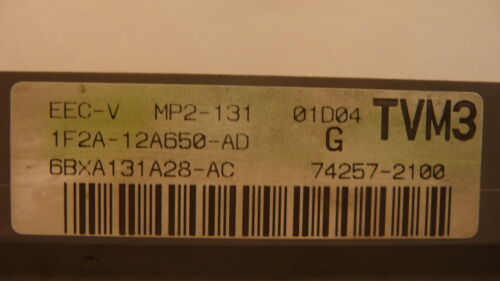 EEC-V MP2-131 01D04 TVM3
1F2A-12A650-AD G
6BXA131A28-AC 74257-2100